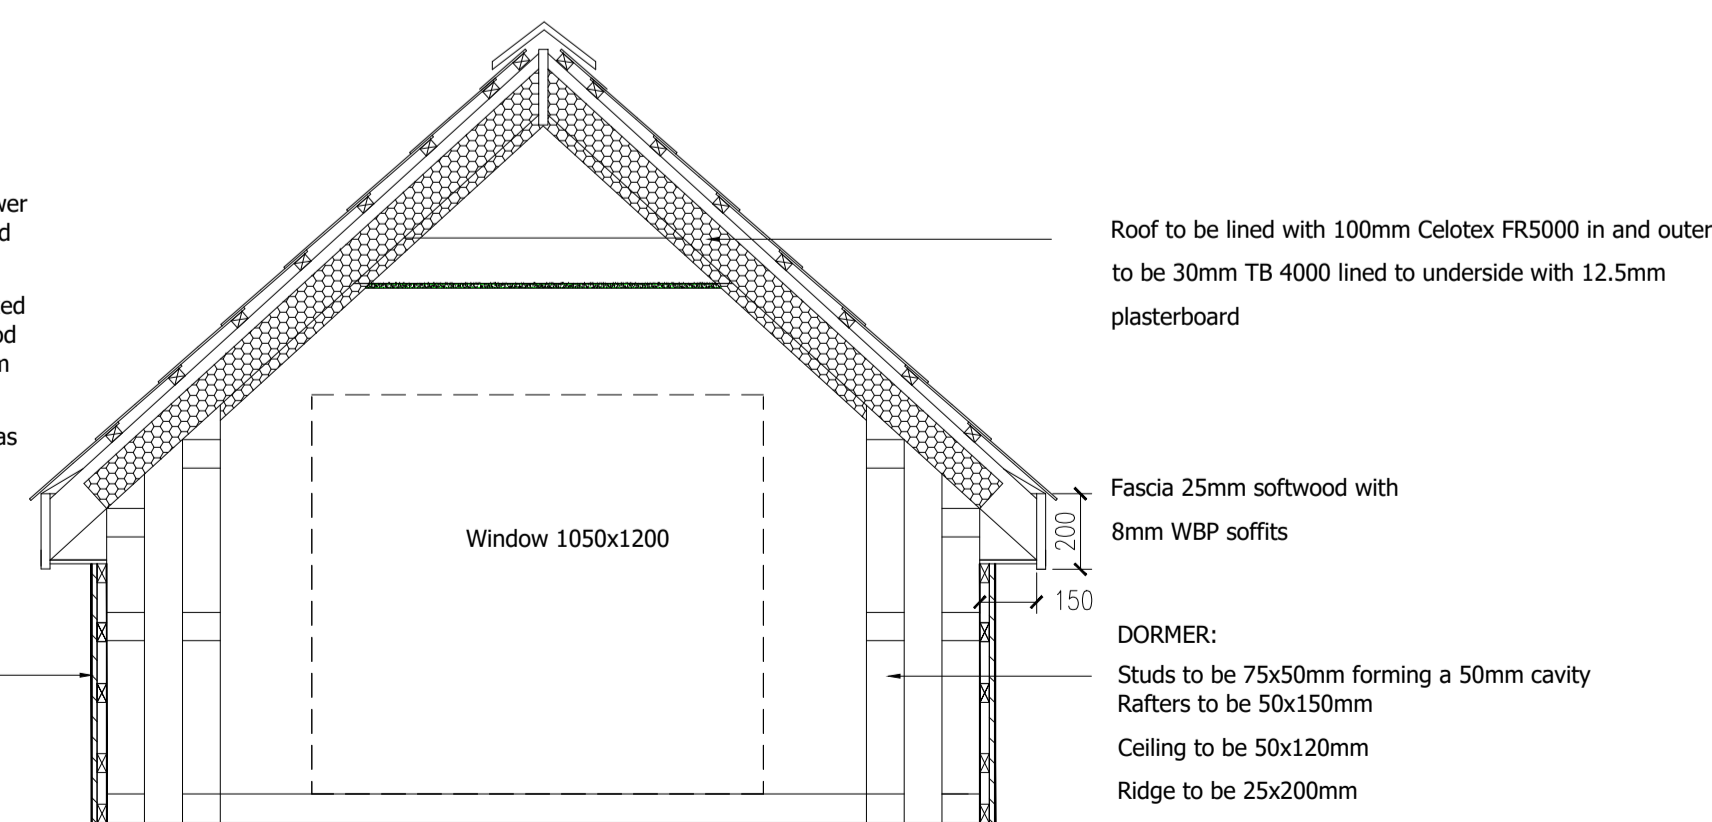 Roof to be lined with 100mm Celotex FR5000 in and outer
to be 30mm TB 4000 lined to underside with 12.5mm
plasterboard
Fascia 25mm softwood with
8mm WBP soffits
200
150
Window 1050x1200
DORMER:
Studs to be 75x50mm forming a 50mm cavity
Rafters to be 50x150mm
Ceiling to be 50x120mm
Ridge to be 25x200mm
as